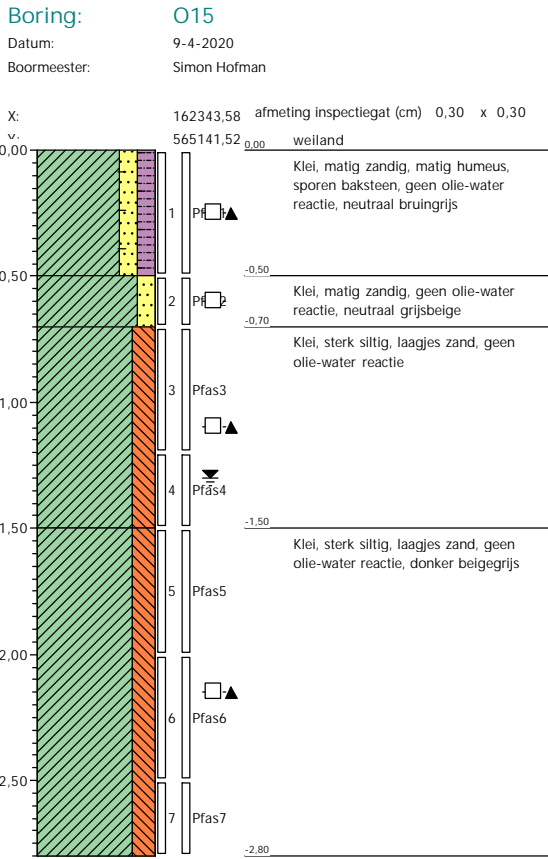 Boring: O15
Datum: 9-4-2020
Boormeester: Simon Hofman
X: 162343,58 afmeting inspectiegat (cm) 0,30 x 0,30
565141,52
0,00 0,00 weiland
Klei, matig zandig, matig humeus,
sporen baksteen, geen olie-water
reactie, neutraal bruingrijs
1
0,50 -0,50
Klei, matig zandig, geen olie-water
reactie, neutraal grijsbeige
2
-0,70
Klei, sterk siltig, laagjes zand, geen
olie-water reactie
3 Pfas3
1,00
4 Pfas4
1,50 -1,50
Klei, sterk siltig, laagjes zand, geen
olie-water reactie, donker beigegrijs
5 Pfas5
2,00
6 Pfas6
2,50
7 Pfas7
-2,80